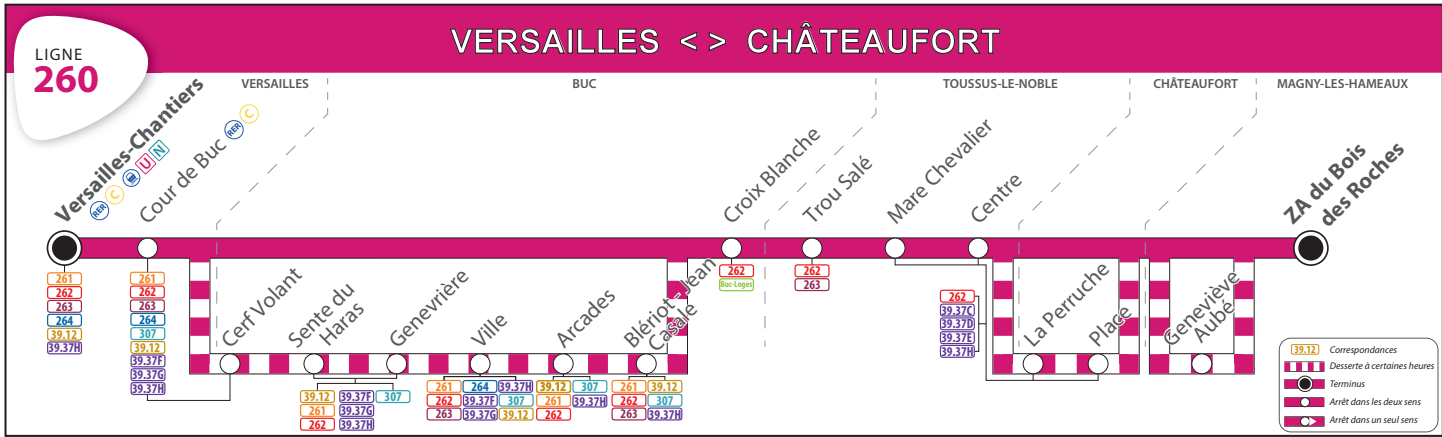 LIGNE
260
VERSAILLES < > CHÂTEAUFORT
VERSAILLES
BUC
TOUSSUS-LE-NOBLE
CHÂTEAUFORT
MAGNY-LES-HAMEAUX
Versailles-Chantiers
RER C U N
Cour de Buc RER C
Croix Blanche
Trou Salé
Mare Chevalier
Centre
ZA du Bois
des Roches
261
262
263
264
39.12
39.37H
261
262
263
264
307
39.12
39.37F
39.37G
39.37H
262
Buc-Loges
262
263
262
39.37C
39.37D
39.37E
39.37H
Cerf Volant
Sente du
Haras
Genevrière
Ville
Arcades
Blériot - Jean
Casale
La Perruche
Place
Geneviève
Aubé
39.12 39.37F 307
261 39.37G
262 39.37H
261 264 39.37H
262 39.37F 307
263 39.37G 39.12
39.12 307
261 39.37H
262
261 39.12
262 307
263 39.37H
39.12 Correspondances
Desserte à certaines heures
Terminus
Arrêt dans les deux sens
Arrêt dans un seul sens